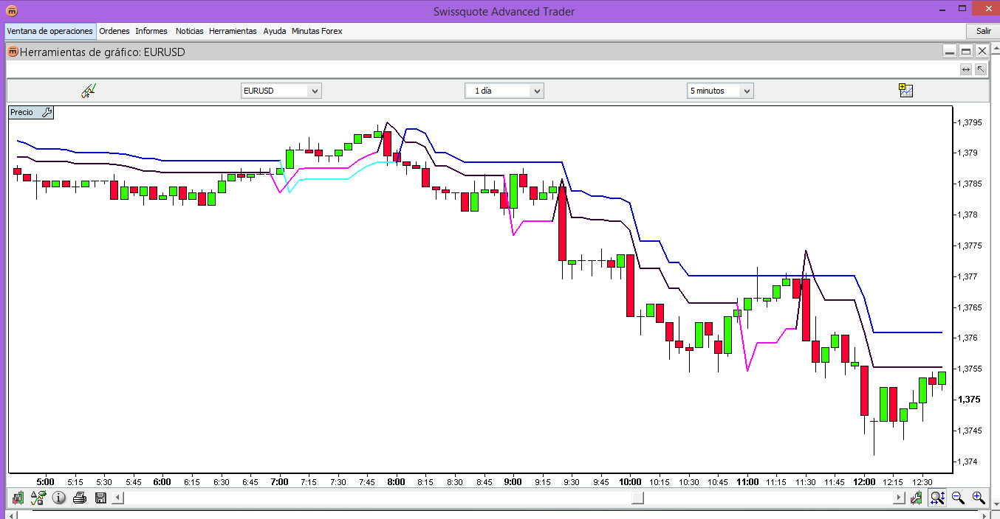 Swissquote Advanced Trader
Ventana de operaciones Ordenes Informes Noticias Herramientas Ayuda Minutas Forex Salir
Herramientas de gráfico: EURUSD
EURUSD 1 día 5 minutos
Precio
1,3795
1,379
1,3785
1,378
1,3775
1,377
1,3765
1,376
1,3755
1,375
1,3745
1,374
5:00 5:15 5:30 5:45 6:00 6:15 6:30 6:45 7:00 7:15 7:30 7:45 8:00 8:15 8:30 8:45 9:00 9:15 9:30 9:45 10:00 10:15 10:30 10:45 11:00 11:15 11:30 11:45 12:00 12:15 12:30